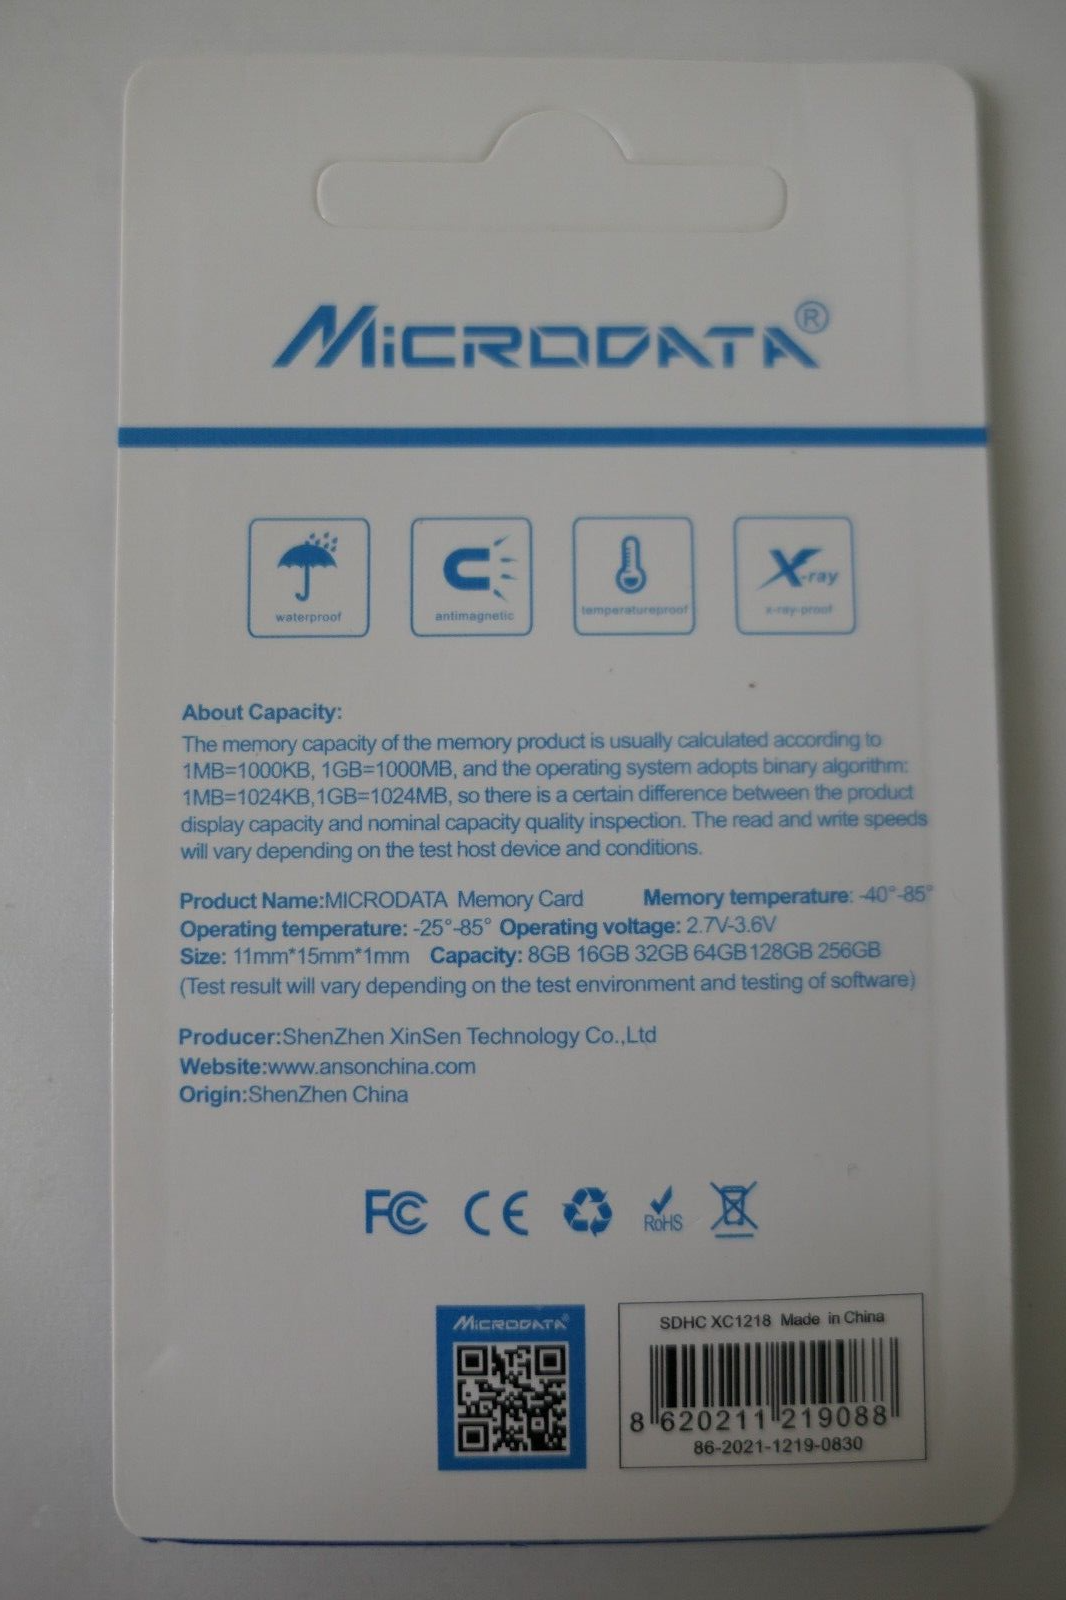 MiCRODATA®
waterproof
antimagnetic
temperatureproof
X-ray
x-ray-proof
About Capacity:
The memory capacity of the memory product is usually calculated according to
1MB=1000KB, 1GB=1000MB, and the operating system adopts binary algorithm:
1MB=1024KB,1GB=1024MB, so there is a certain difference between the product
display capacity and nominal capacity quality inspection. The read and write speeds
will vary depending on the test host device and conditions.
Product Name:MICRODATA Memory Card Memory temperature: -40°-85°
Operating temperature: -25°-85° Operating voltage: 2.7V-3.6V
Size: 11mm*15mm*1mm Capacity: 8GB 16GB 32GB 64GB 128GB 256GB
(Test result will vary depending on the test environment and testing of software)
Producer:ShenZhen XinSen Technology Co.,Ltd
Website:www.ansonchina.com
Origin:ShenZhen China
FC CE RoHS
MiCRODATA®
SDHC XC1218 Made in China
8 620211 219088
86-2021-1219-0830